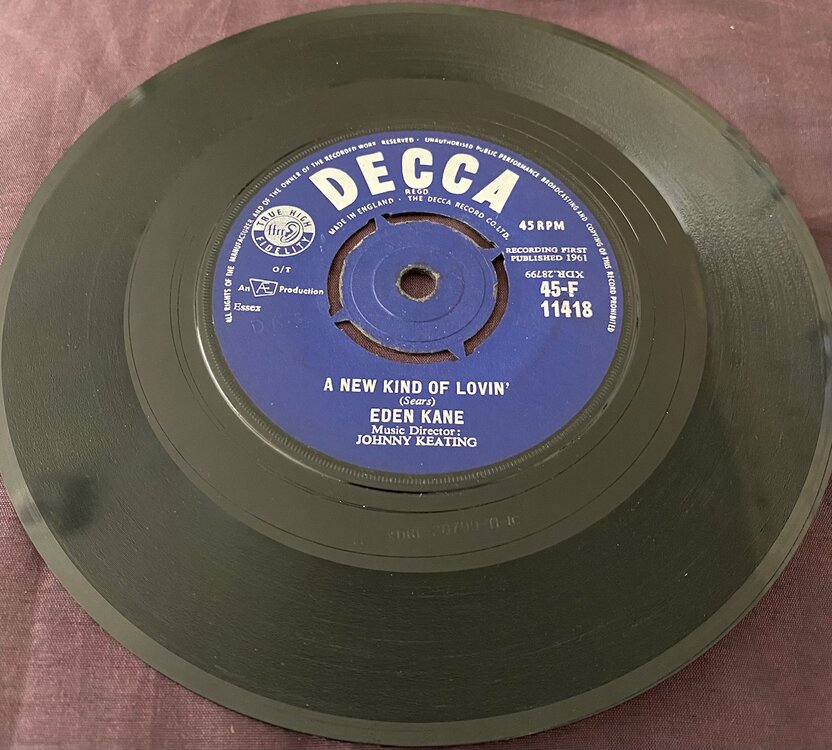 ALL RIGHTS OF THE MANUFACTURER AND OF THE OWNER OF THE RECORDED WORK RESERVED · UNAUTHORISED PUBLIC PERFORMANCE BROADCASTING AND COPYING OF THIS RECORD PROHIBITED
DECCA
REGD.
MADE IN ENGLAND · THE DECCA RECORD CO. LTD.
TRUE HIGH
ffrr
FIDELITY
45 RPM
RECORDING FIRST
PUBLISHED 1961
O/T
XDR.28799
An Æ Production
45-F
11418
Essex
A NEW KIND OF LOVIN'
(Sears)
EDEN KANE
Music Director:
JOHNNY KEATING